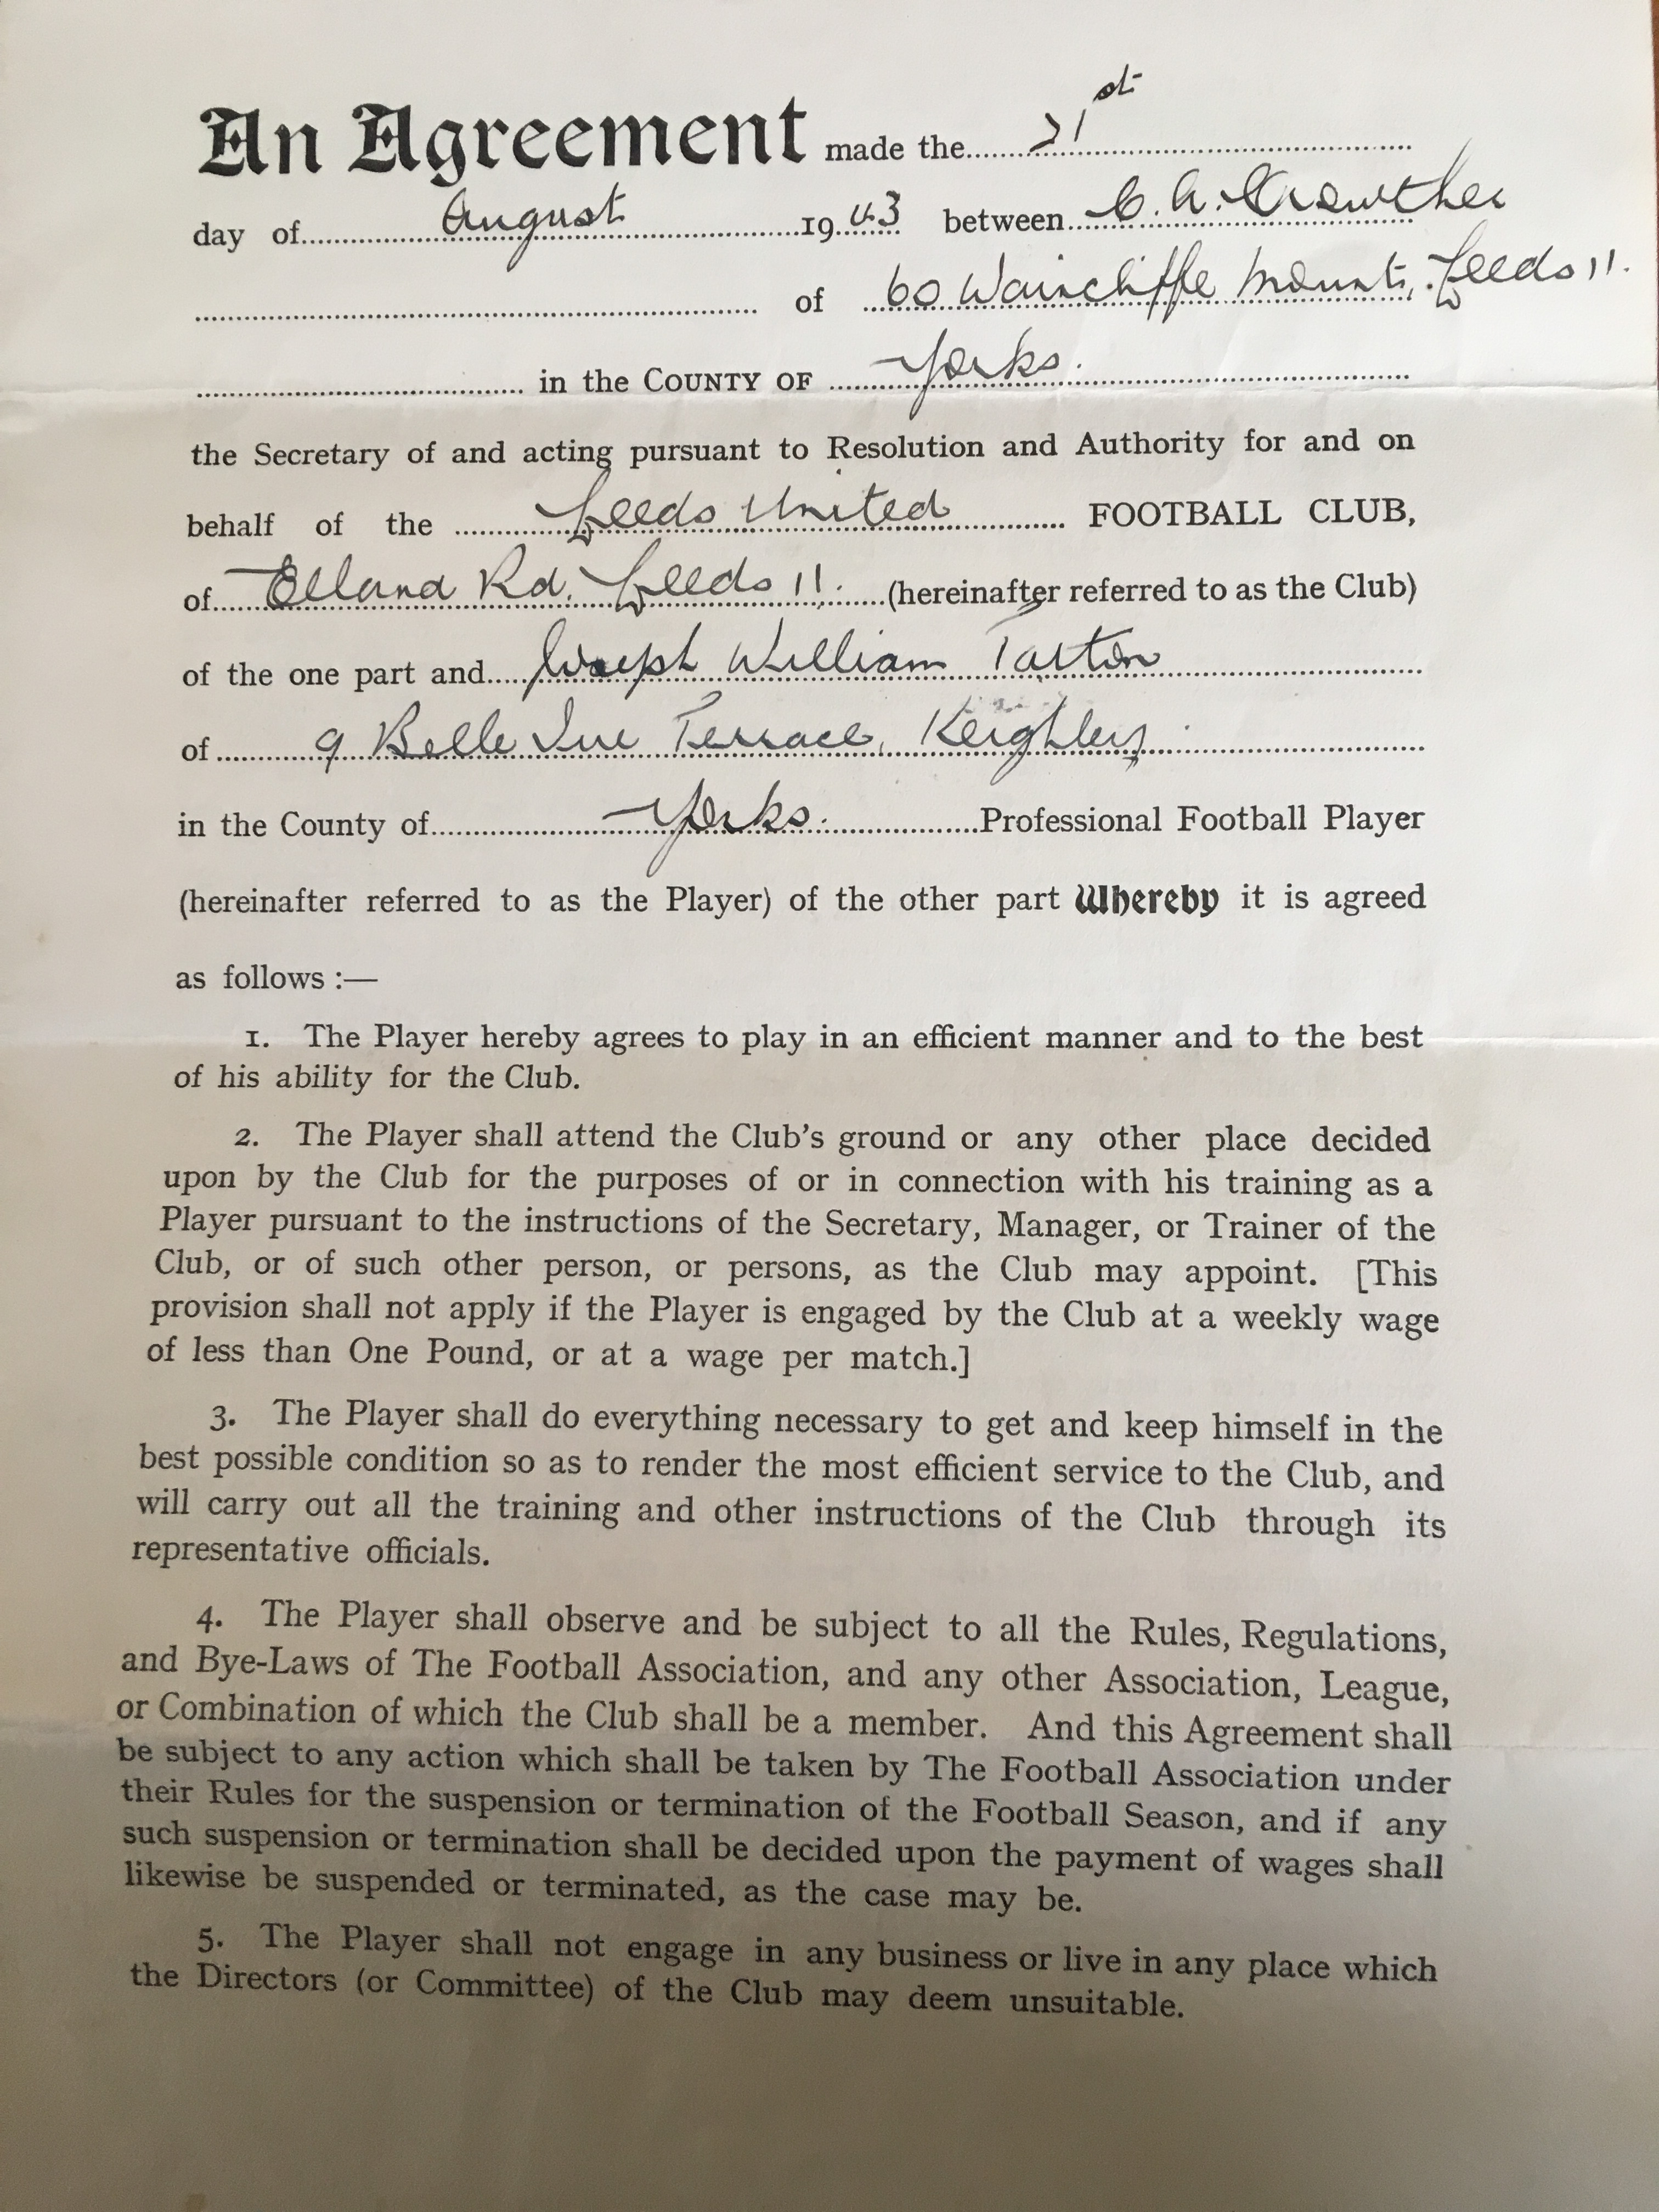 An Agreement made the 21st
day of August 1943 between C. A. Crowther
of 60 Waincliffe Mount, Leeds 11.
in the COUNTY OF Yorks.
the Secretary of and acting pursuant to Resolution and Authority for and on
behalf of the Leeds United FOOTBALL CLUB,
of Elland Rd. Leeds 11. (hereinafter referred to as the Club)
of the one part and Joseph William Tatton
of 9 Belle Vue Terrace, Keighley
in the County of Yorks. Professional Football Player
(hereinafter referred to as the Player) of the other part Whereby it is agreed
as follows :—
1. The Player hereby agrees to play in an efficient manner and to the best
of his ability for the Club.
2. The Player shall attend the Club's ground or any other place decided
upon by the Club for the purposes of or in connection with his training as a
Player pursuant to the instructions of the Secretary, Manager, or Trainer of the
Club, or of such other person, or persons, as the Club may appoint. [This
provision shall not apply if the Player is engaged by the Club at a weekly wage
of less than One Pound, or at a wage per match.]
3. The Player shall do everything necessary to get and keep himself in the
best possible condition so as to render the most efficient service to the Club, and
will carry out all the training and other instructions of the Club through its
representative officials.
4. The Player shall observe and be subject to all the Rules, Regulations,
and Bye-Laws of The Football Association, and any other Association, League,
or Combination of which the Club shall be a member. And this Agreement shall
be subject to any action which shall be taken by The Football Association under
their Rules for the suspension or termination of the Football Season, and if any
such suspension or termination shall be decided upon the payment of wages shall
likewise be suspended or terminated, as the case may be.
5. The Player shall not engage in any business or live in any place which
the Directors (or Committee) of the Club may deem unsuitable.